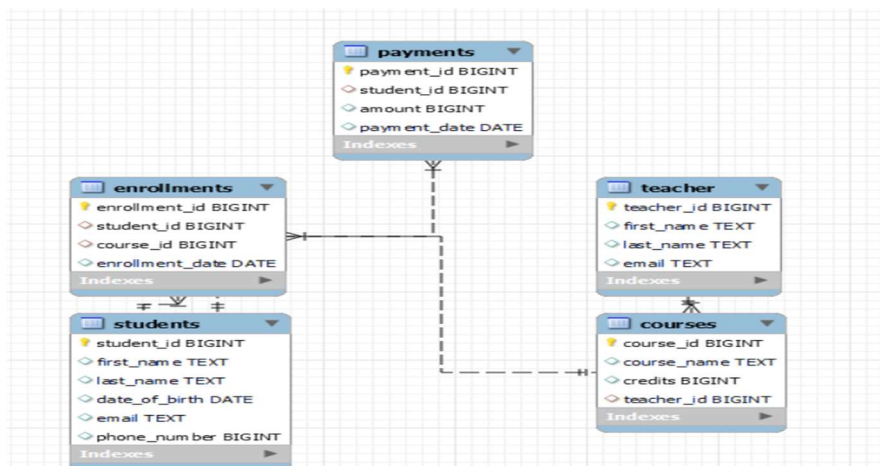 payments
payment_id BIGINT
student_id BIGINT
amount BIGINT
payment_date DATE
Indexes
enrollments
enrollment_id BIGINT
student_id BIGINT
course_id BIGINT
enrollment_date DATE
Indexes
teacher
teacher_id BIGINT
first_name TEXT
last_name TEXT
email TEXT
Indexes
students
student_id BIGINT
first_name TEXT
last_name TEXT
date_of_birth DATE
email TEXT
phone_number BIGINT
Indexes
courses
course_id BIGINT
course_name TEXT
credits BIGINT
teacher_id BIGINT
Indexes